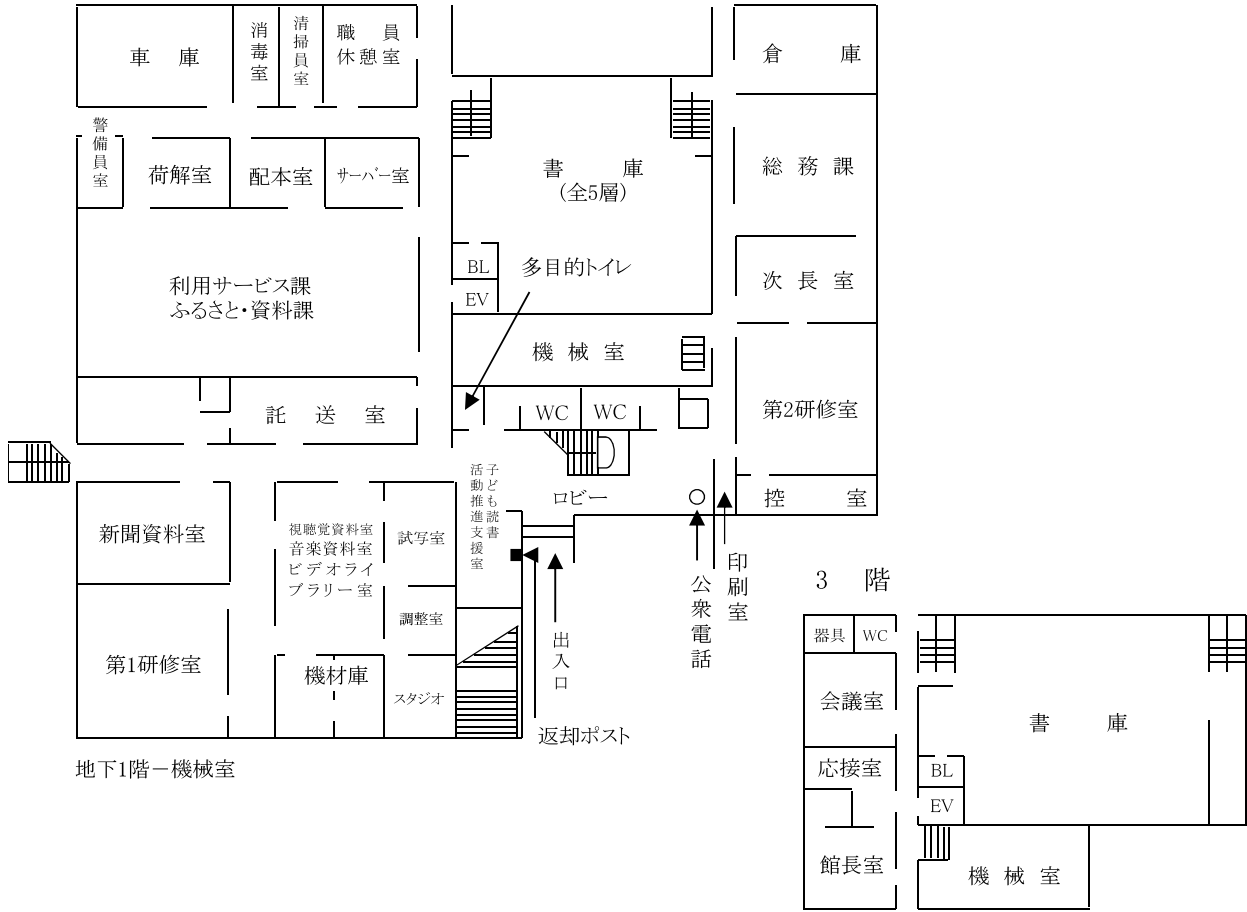 車 庫
消毒室
清掃員室
職 員
休憩室
倉 庫
警備員室
荷解室
配本室
サーバー室
書 庫
(全5層)
総 務 課
BL
EV
多目的トイレ
次 長 室
利用サービス課
ふるさと・資料課
機 械 室
託 送 室
WC
WC
第2研修室
子ども読書
活動推進支援室
ロビー
控 室
新聞資料室
視聴覚資料室
音楽資料室
ビデオライ
ブラリー室
試写室
調整室
第1研修室
機材庫
スタジオ
出入口
返却ポスト
公衆電話
印刷室
地下1階－機械室
3 階
器具
WC
会議室
応接室
館長室
書 庫
BL
EV
機 械 室